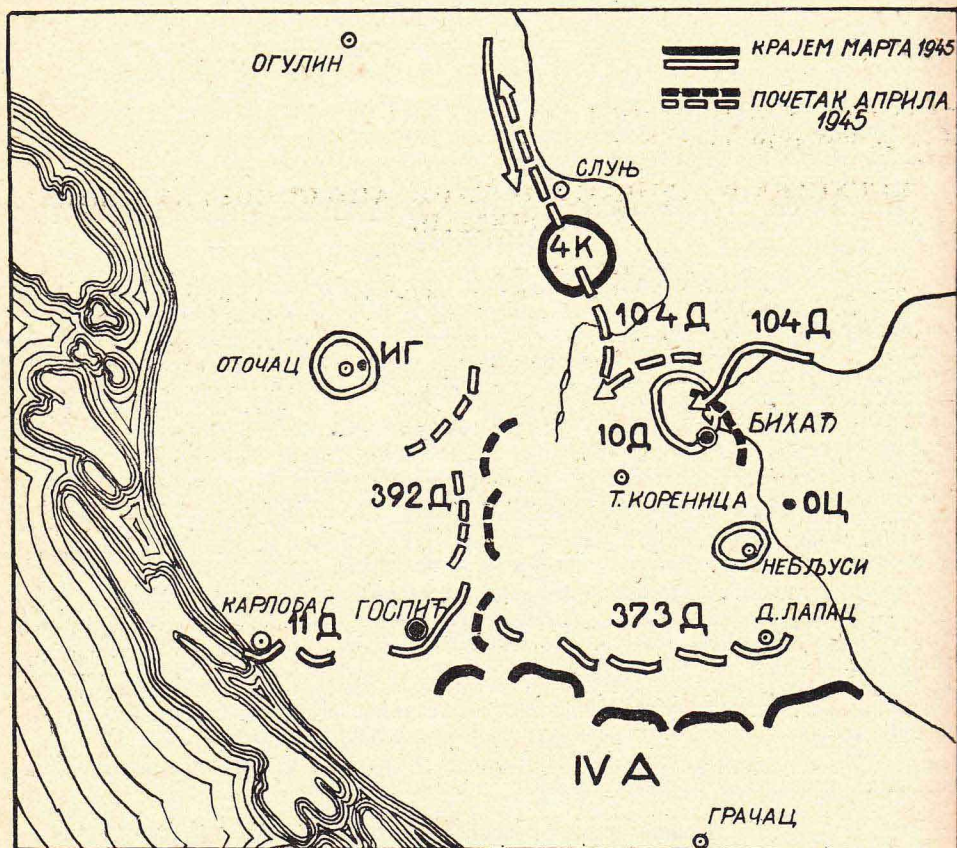 ОГУЛИН
КРАЈЕМ МАРТА 1945
ПОЧЕТАК АПРИЛА
1945
СЛУЊ
4К
104Д
104Д
ОТОЧАЦ
ИГ
10Д
БИХАЋ
392Д
Т. КОРЕНИЦА
ОЦ
НЕБЉУСИ
КАРЛОБАГ
11Д
ГОСПИЋ
373Д
Д. ЛАПАЦ
IV А
ГРАЧАЦ